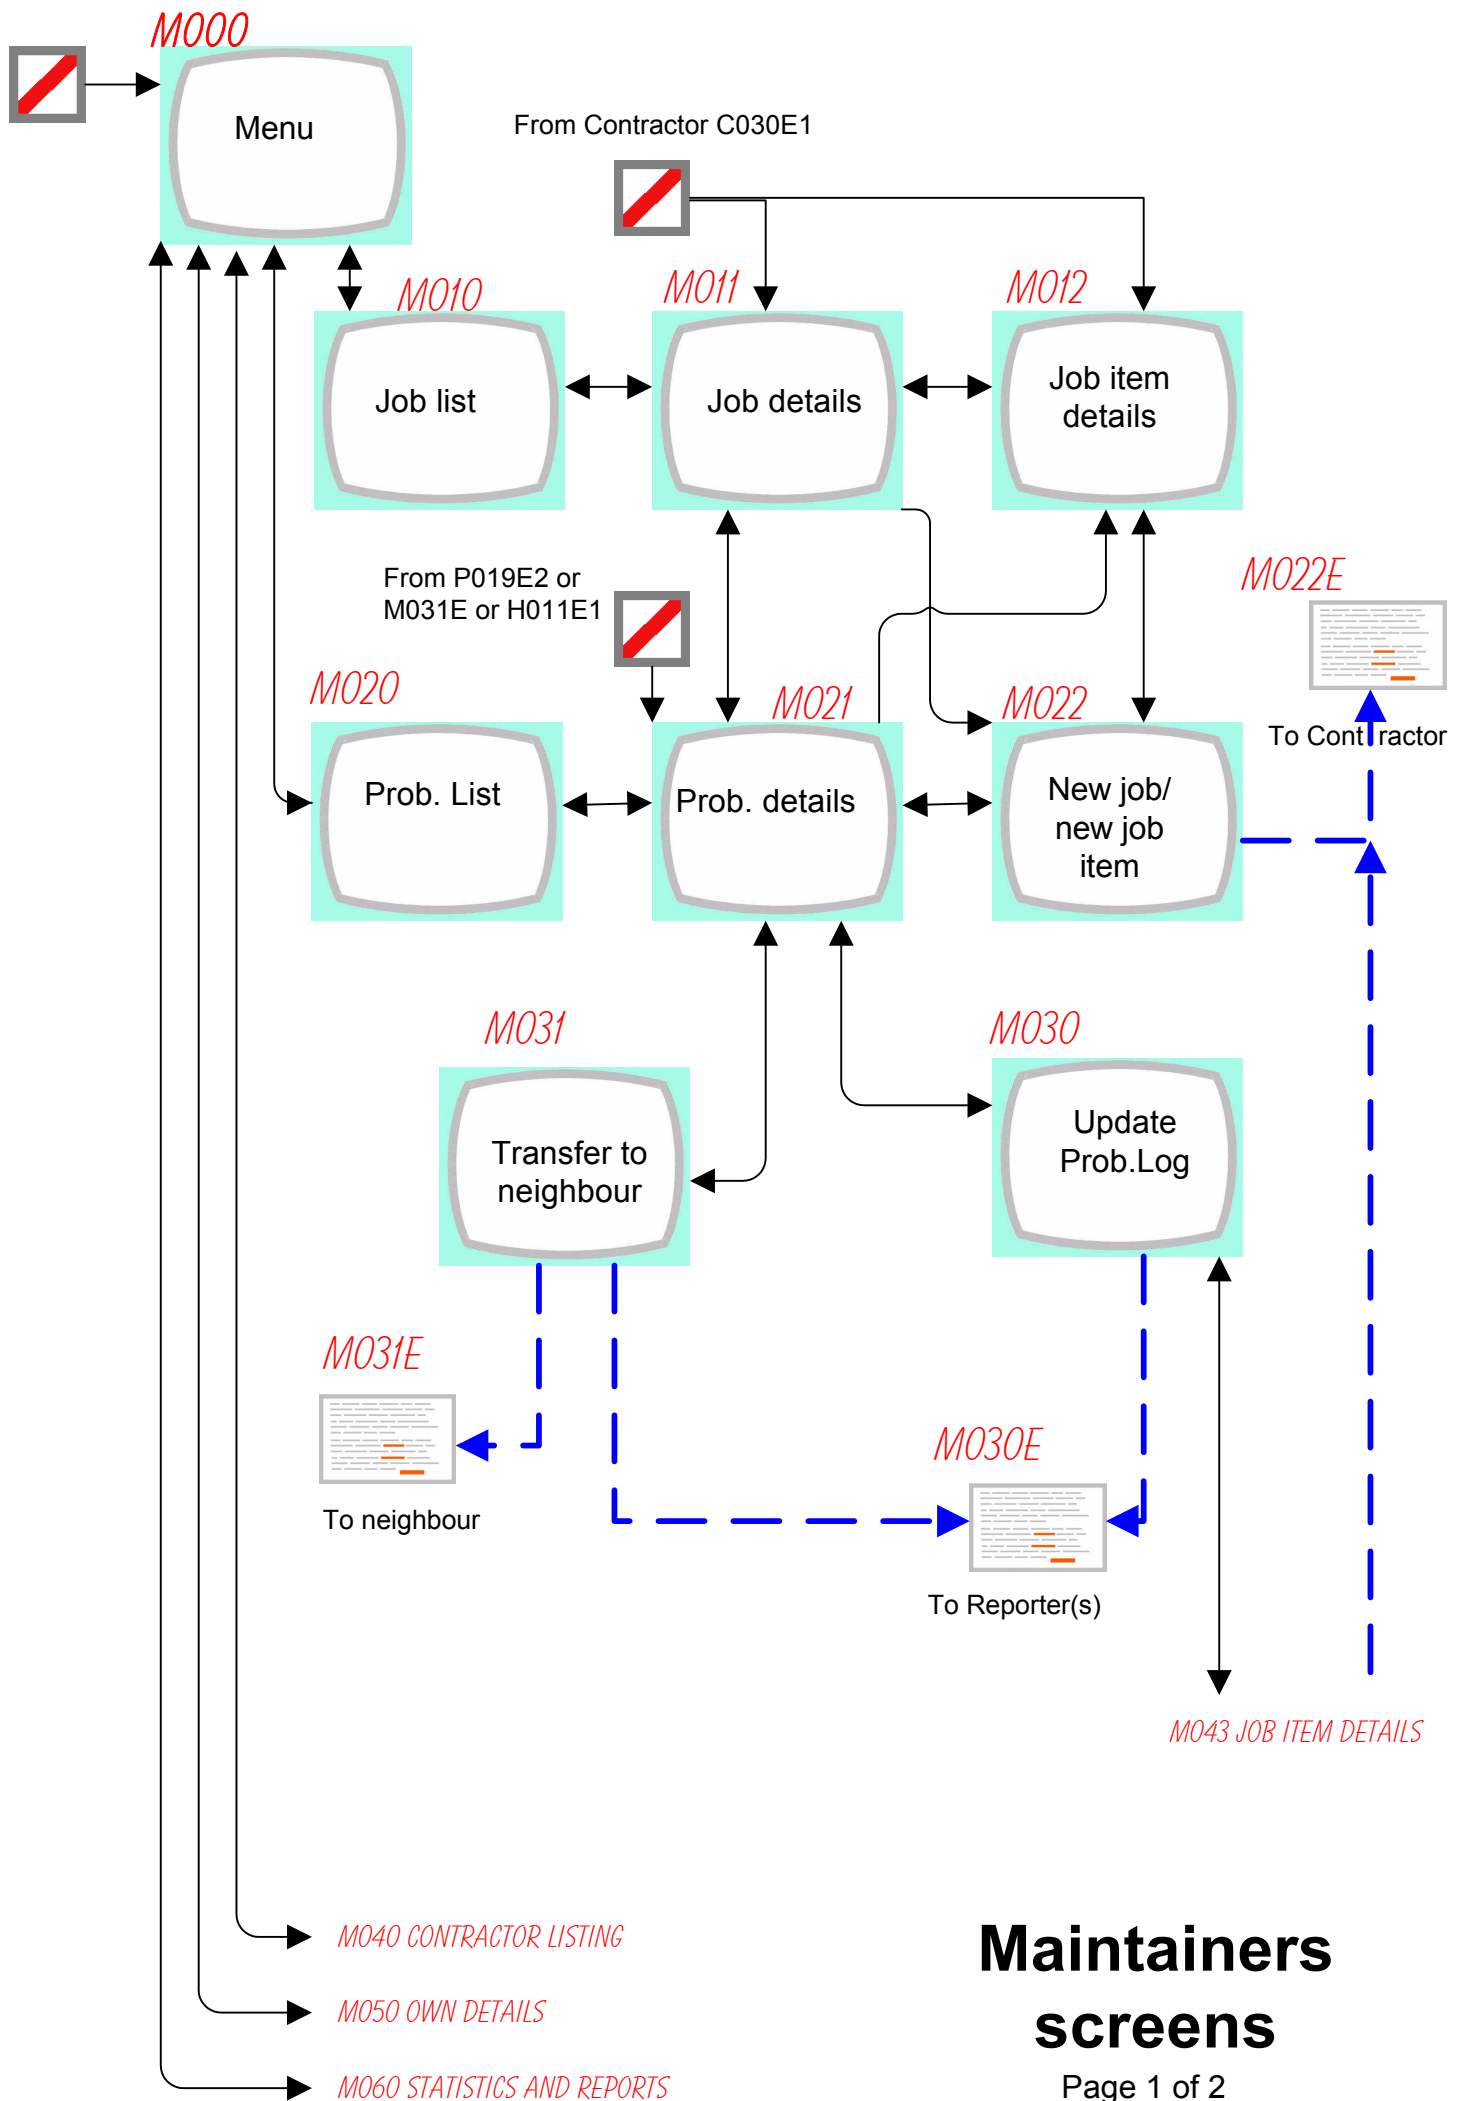 M000
Menu
From Contractor C030E1
M010
M011
M012
Job list
Job details
Job item
details
From P019E2 or
M031E or H011E1
M022E
To Contractor
M020
M021
M022
Prob. List
Prob. details
New job/
new job
item
M031
M030
Transfer to
neighbour
Update
Prob.Log
M031E
To neighbour
M030E
To Reporter(s)
M043 JOB ITEM DETAILS
M040 CONTRACTOR LISTING
M050 OWN DETAILS
M060 STATISTICS AND REPORTS
Maintainers
screens
Page 1 of 2